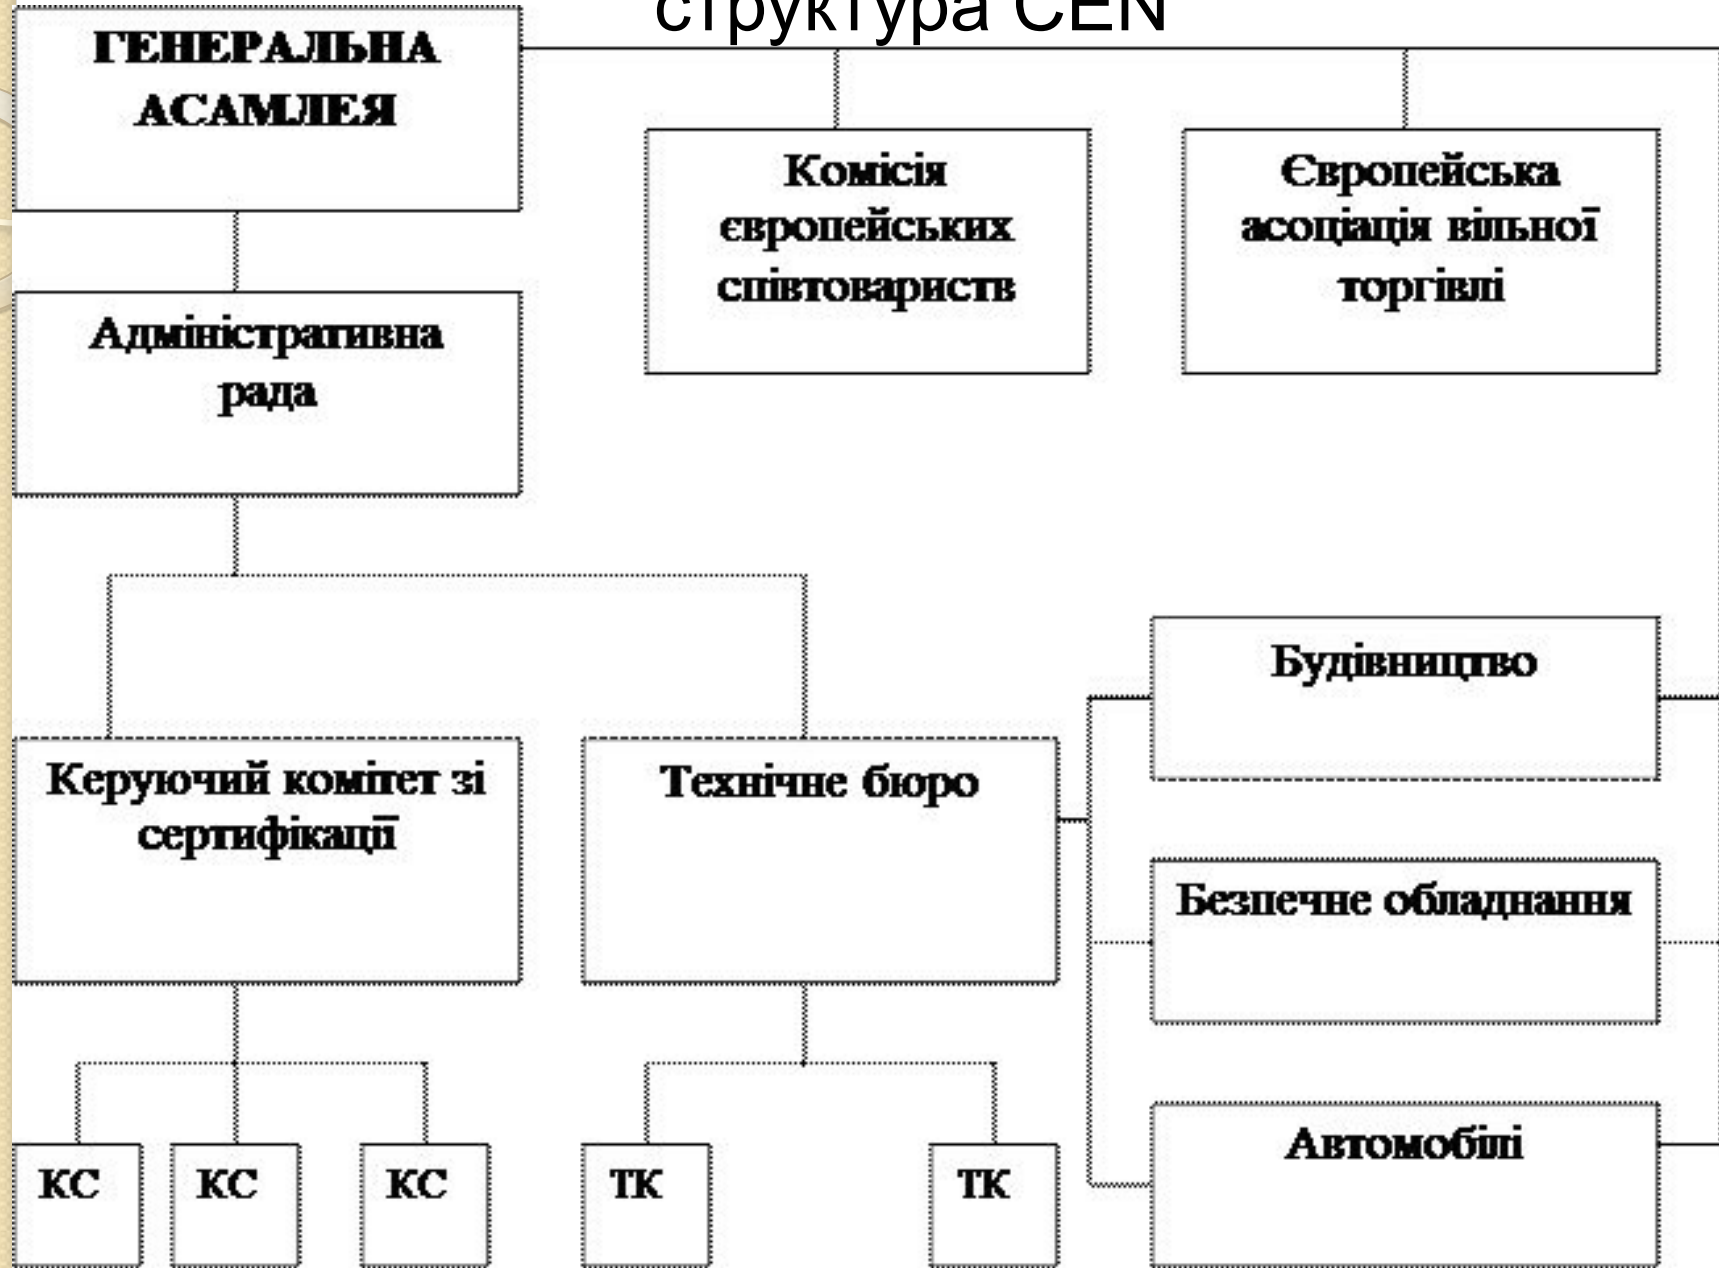 структура CEN
ГЕНЕРАЛЬНА
АСАМЛЕЯ
Комісія
європейських
співтовариств
Європейська
асоціація вільної
торгівлі
Адміністративна
рада
Будівництво
Керуючий комітет зі
сертифікації
Технічне бюро
Безпечне обладнання
Автомобілі
КС
КС
КС
ТК
ТК